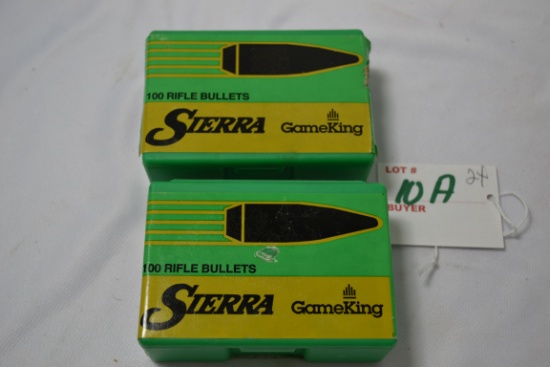 100 RIFLE BULLETS
SIERRA GameKing
LOT # 24
10 A
BUYER
100 RIFLE BULLETS
SIERRA GameKing